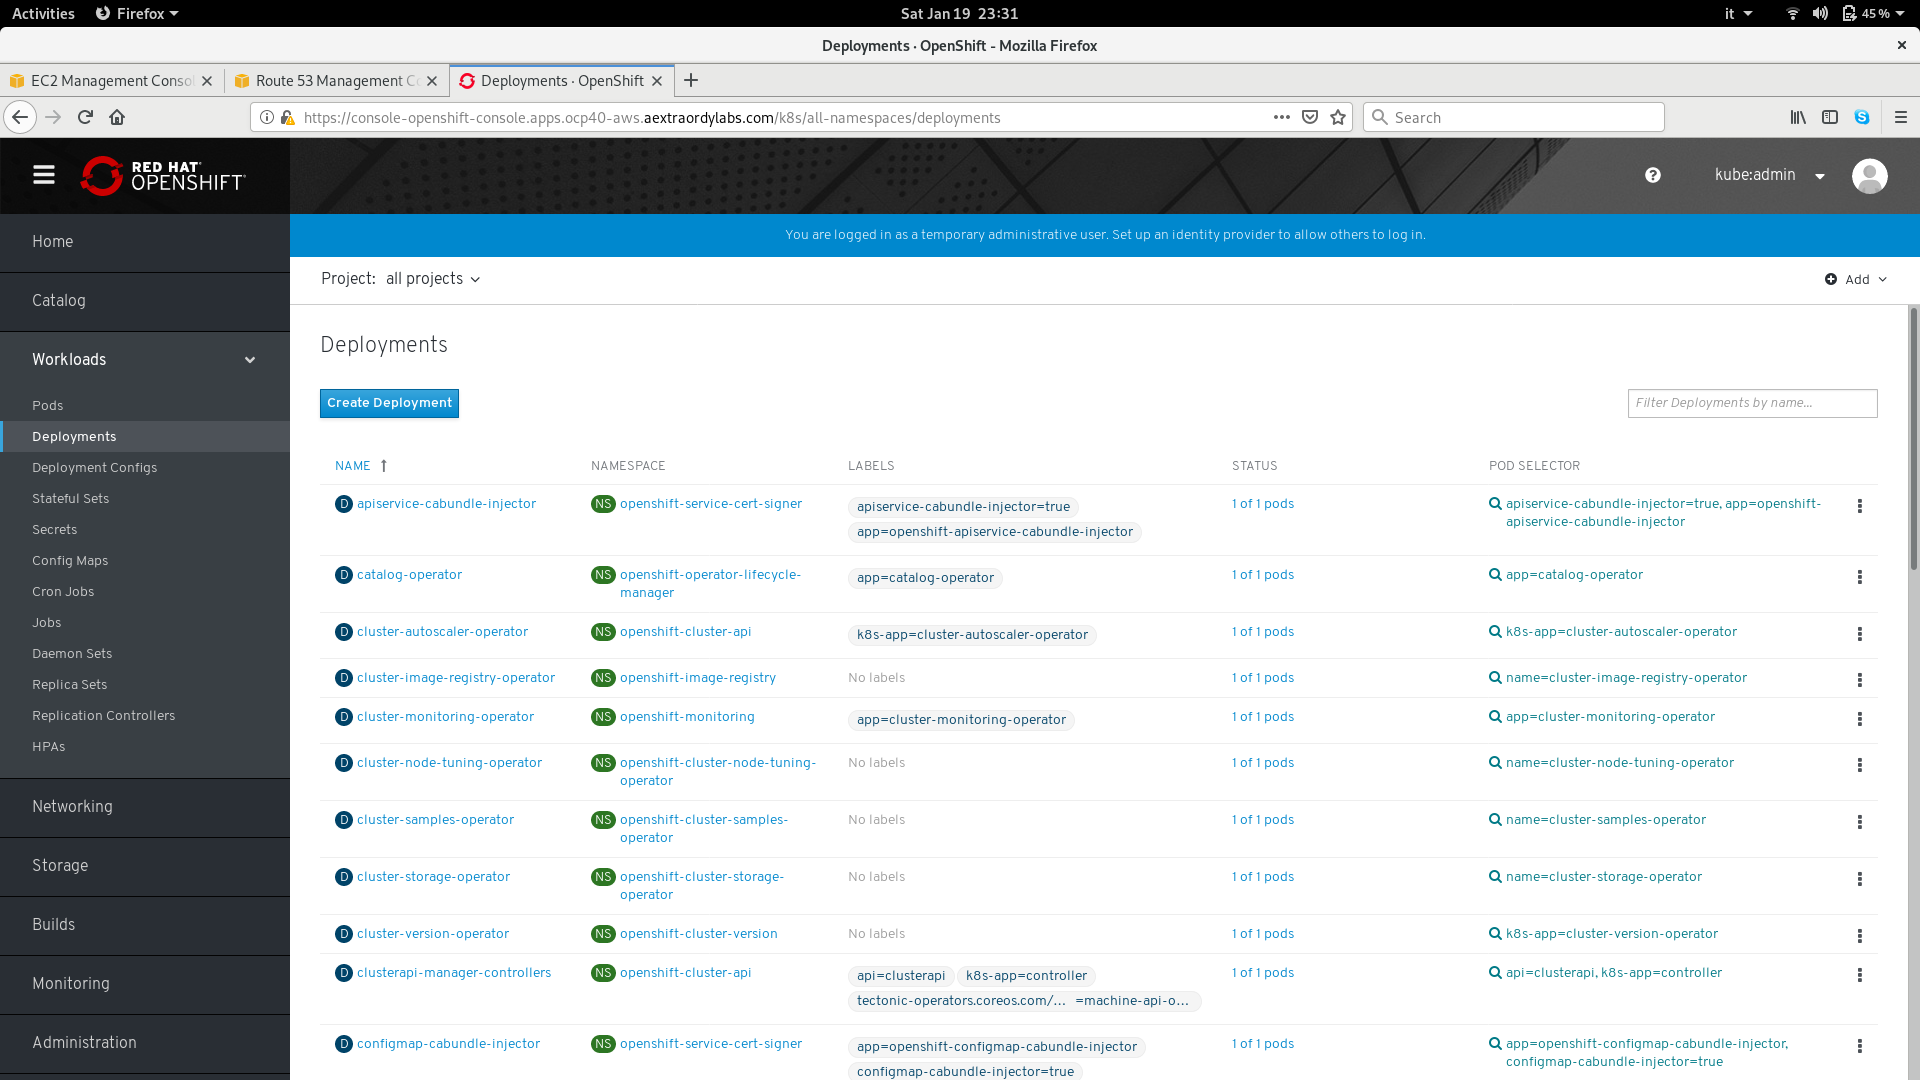 Activities Firefox Sat Jan 19 23:31 it 45%
Deployments · OpenShift - Mozilla Firefox
EC2 Management Consol Route 53 Management Co Deployments · OpenShift
https://console-openshift-console.apps.ocp40-aws.aextraordylabs.com/k8s/all-namespaces/deployments Search
RED HAT
OPENSHIFT
kube:admin
You are logged in as a temporary administrative user. Set up an identity provider to allow others to log in.
Project: all projects Add
Home
Catalog
Workloads
Pods
Deployments
Deployment Configs
Stateful Sets
Secrets
Config Maps
Cron Jobs
Jobs
Daemon Sets
Replica Sets
Replication Controllers
HPAs
Networking
Storage
Builds
Monitoring
Administration
Deployments
Create Deployment Filter Deployments by name...
NAME NAMESPACE LABELS STATUS POD SELECTOR
D apiservice-cabundle-injector NS openshift-service-cert-signer apiservice-cabundle-injector=true 1 of 1 pods apiservice-cabundle-injector=true, app=openshift-
app=openshift-apiservice-cabundle-injector apiservice-cabundle-injector
D catalog-operator NS openshift-operator-lifecycle- app=catalog-operator 1 of 1 pods app=catalog-operator
manager
D cluster-autoscaler-operator NS openshift-cluster-api k8s-app=cluster-autoscaler-operator 1 of 1 pods k8s-app=cluster-autoscaler-operator
D cluster-image-registry-operator NS openshift-image-registry No labels 1 of 1 pods name=cluster-image-registry-operator
D cluster-monitoring-operator NS openshift-monitoring app=cluster-monitoring-operator 1 of 1 pods app=cluster-monitoring-operator
D cluster-node-tuning-operator NS openshift-cluster-node-tuning- No labels 1 of 1 pods name=cluster-node-tuning-operator
operator
D cluster-samples-operator NS openshift-cluster-samples- No labels 1 of 1 pods name=cluster-samples-operator
operator
D cluster-storage-operator NS openshift-cluster-storage- No labels 1 of 1 pods name=cluster-storage-operator
operator
D cluster-version-operator NS openshift-cluster-version No labels 1 of 1 pods k8s-app=cluster-version-operator
D clusterapi-manager-controllers NS openshift-cluster-api api=clusterapi k8s-app=controller 1 of 1 pods api=clusterapi, k8s-app=controller
tectonic-operators.coreos.com/... =machine-api-o...
D configmap-cabundle-injector NS openshift-service-cert-signer app=openshift-configmap-cabundle-injector 1 of 1 pods app=openshift-configmap-cabundle-injector,
configmap-cabundle-injector=true configmap-cabundle-injector=true